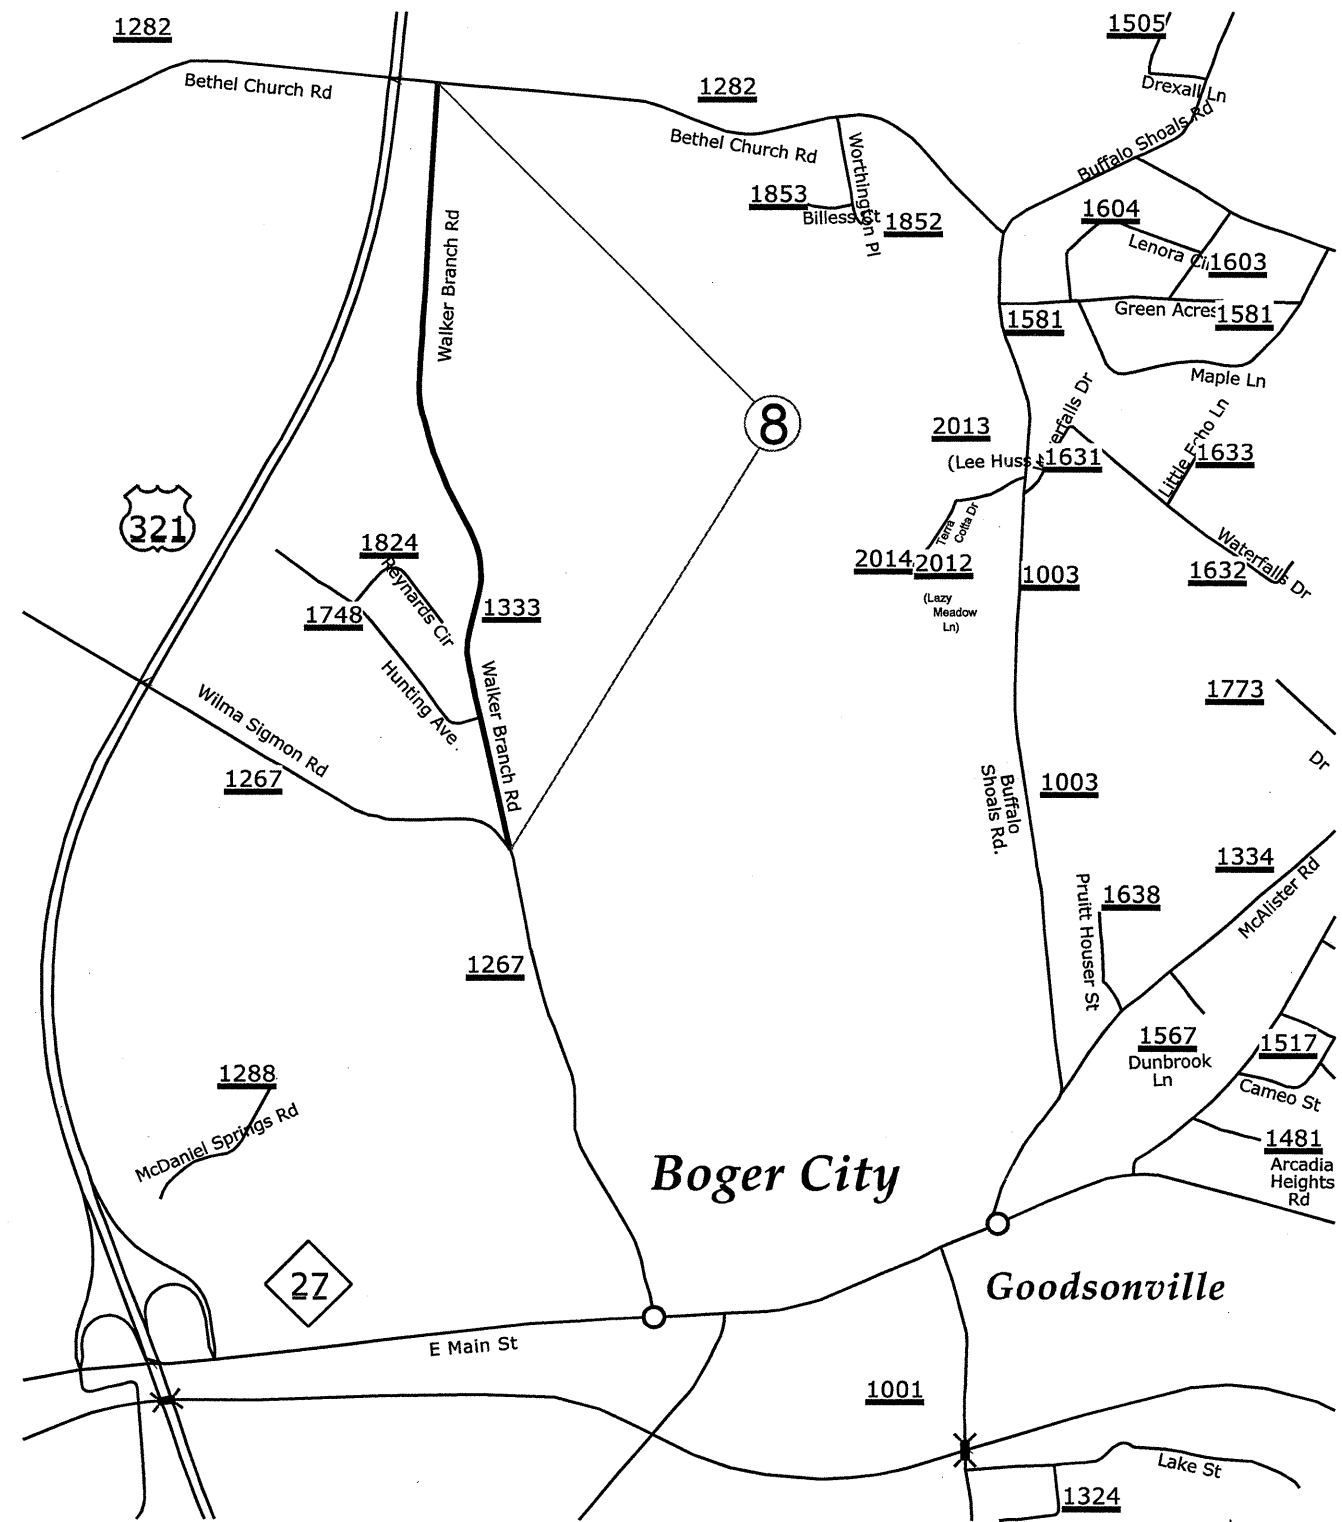 1282
1505
Bethel Church Rd
1282
Drexall Ln
Buffalo Shoals Rd
Bethel Church Rd
Worthington Pl
1853
Billess Ct
1852
1604
Lenora Cir
1603
Walker Branch Rd
Green Acres
1581
1581
Maple Ln
8
2013
(Lee Huss
1631
erfalls Dr
Little Echo Ln
1633
321
Terra
Cotta Dr
1824
Reynards Cir
2014
2012
1003
Waterfalls Dr
1632
(Lazy
Meadow
Ln)
1748
1333
Hunting Ave
Walker Branch Rd
Wilma Sigmon Rd
1267
1773
Dr
1003
Buffalo
Shoals Rd.
1334
McAlister Rd
1638
Pruitt Houser St
1267
1567
Dunbrook
Ln
1517
Cameo St
1288
McDaniel Springs Rd
1481
Arcadia
Heights
Rd
Boger City
27
Goodsonville
E Main St
1001
Lake St
1324